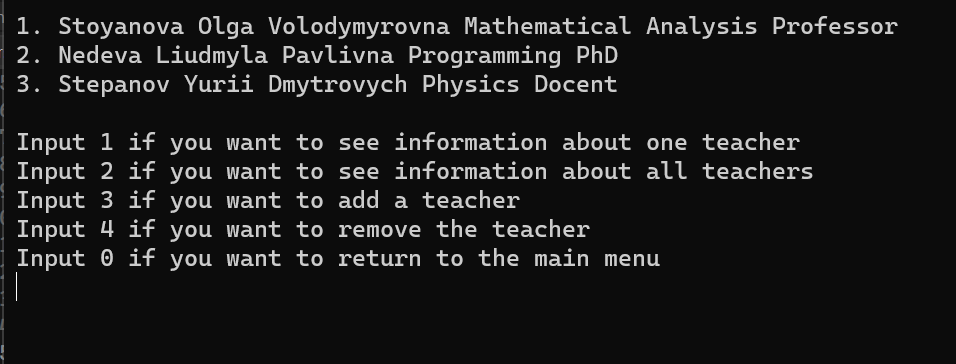 1. Stoyanova Olga Volodymyrovna Mathematical Analysis Professor
2. Nedeva Liudmyla Pavlivna Programming PhD
3. Stepanov Yurii Dmytrovych Physics Docent
Input 1 if you want to see information about one teacher
Input 2 if you want to see information about all teachers
Input 3 if you want to add a teacher
Input 4 if you want to remove the teacher
Input 0 if you want to return to the main menu